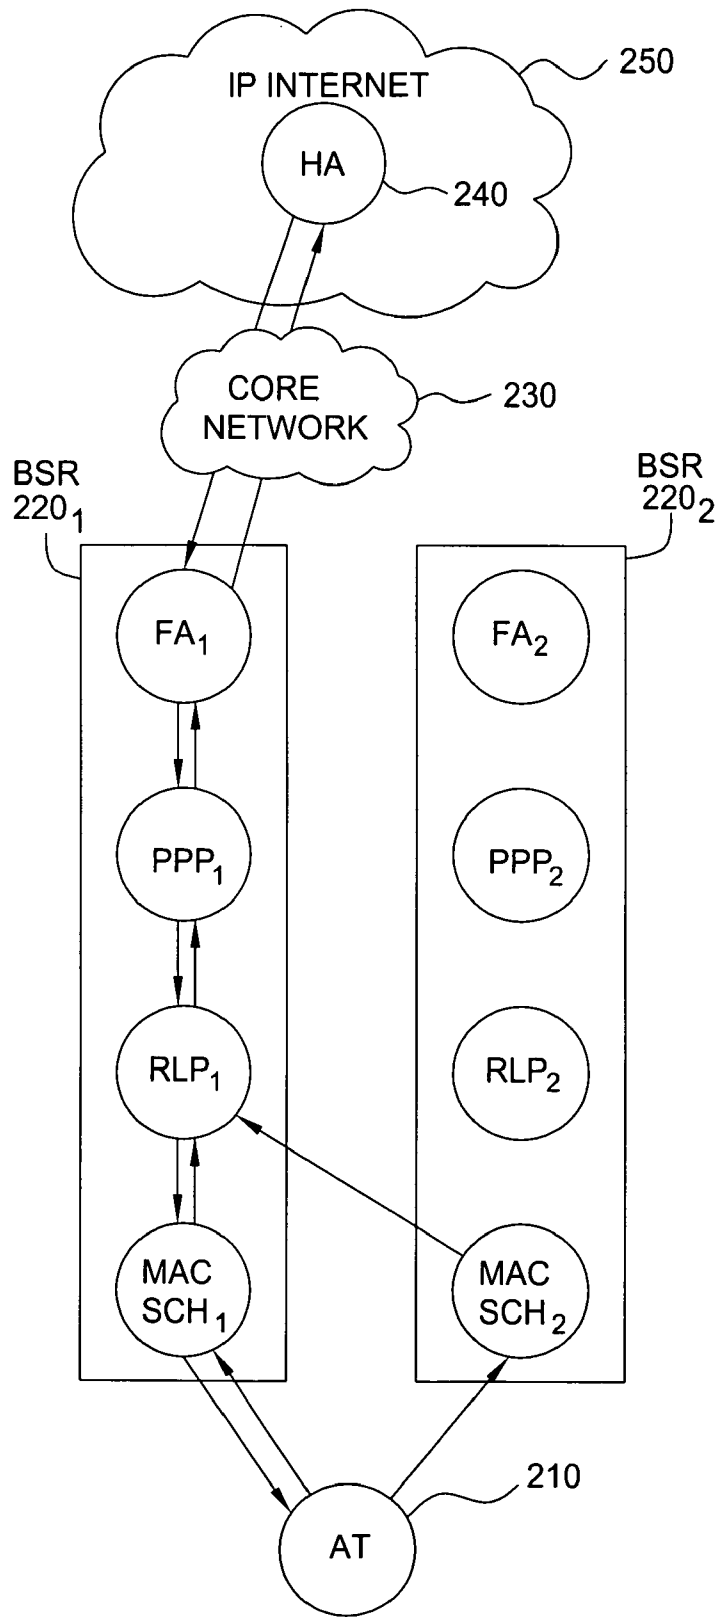 IP INTERNET
250
HA
240
CORE
NETWORK
230
BSR
220₁
BSR
220₂
FA₁
FA₂
PPP₁
PPP₂
RLP₁
RLP₂
MAC
SCH₁
MAC
SCH₂
210
AT